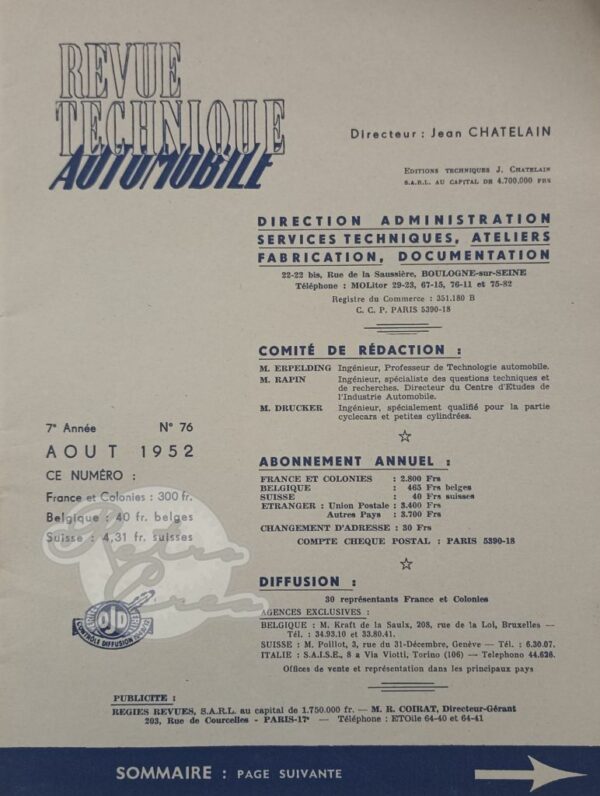 REVUE
TECHNIQUE
AUTOMOBILE
Directeur : Jean CHATELAIN
EDITIONS TECHNIQUES J. CHATELAIN
S.A.R.L. AU CAPITAL DE 4.700.000 FRS
DIRECTION ADMINISTRATION
SERVICES TECHNIQUES, ATELIERS
FABRICATION, DOCUMENTATION
22-22 bis, Rue de la Saussière, BOULOGNE-sur-SEINE
Téléphone : MOLitor 29-23, 67-15, 76-11 et 75-82
Registre du Commerce : 351.180 B
C. C. P. PARIS 5390-18
COMITÉ DE RÉDACTION :
M. ERPELDING Ingénieur, Professeur de Technologie automobile.
M. RAPIN Ingénieur, spécialiste des questions techniques et
de recherches. Directeur du Centre d'Etudes de
l'Industrie Automobile.
M. DRUCKER Ingénieur, spécialement qualifié pour la partie
cyclecars et petites cylindrées.
7e Année N° 76
AOUT 1952
CE NUMÉRO :
France et Colonies : 300 fr.
Belgique : 40 fr. belges
Suisse : 4,31 fr. suisses
Retro
Crea
OJD
CONTRÔLE DIFFUSION
ABONNEMENT ANNUEL :
FRANCE ET COLONIES : 2.800 Frs
BELGIQUE : 465 Frs belges
SUISSE : 40 Frs suisses
ETRANGER : Union Postale : 3.400 Frs
Autres Pays : 3.700 Frs
CHANGEMENT D'ADRESSE : 30 Frs
COMPTE CHEQUE POSTAL : PARIS 5390-18
DIFFUSION :
30 représentants France et Colonies
AGENCES EXCLUSIVES :
BELGIQUE : M. Kraft de la Saulx, 208, rue de la Loi, Bruxelles —
Tél. : 34.93.10 et 33.80.41.
SUISSE : M. Poillot, 3, rue du 31-Décembre, Genève — Tél. : 6.30.07.
ITALIE : S.A.I.S.E., 8 a Via Viotti, Torino (106) — Telephono 44.626.
Offices de vente et représentation dans les principaux pays
PUBLICITE :
REGIES REVUES, S.A.R.L. au capital de 1.750.000 fr. — M. R. COIRAT, Directeur-Gérant
203, Rue de Courcelles - PARIS-17e — Téléphone : ETOile 64-40 et 64-41
SOMMAIRE : PAGE SUIVANTE